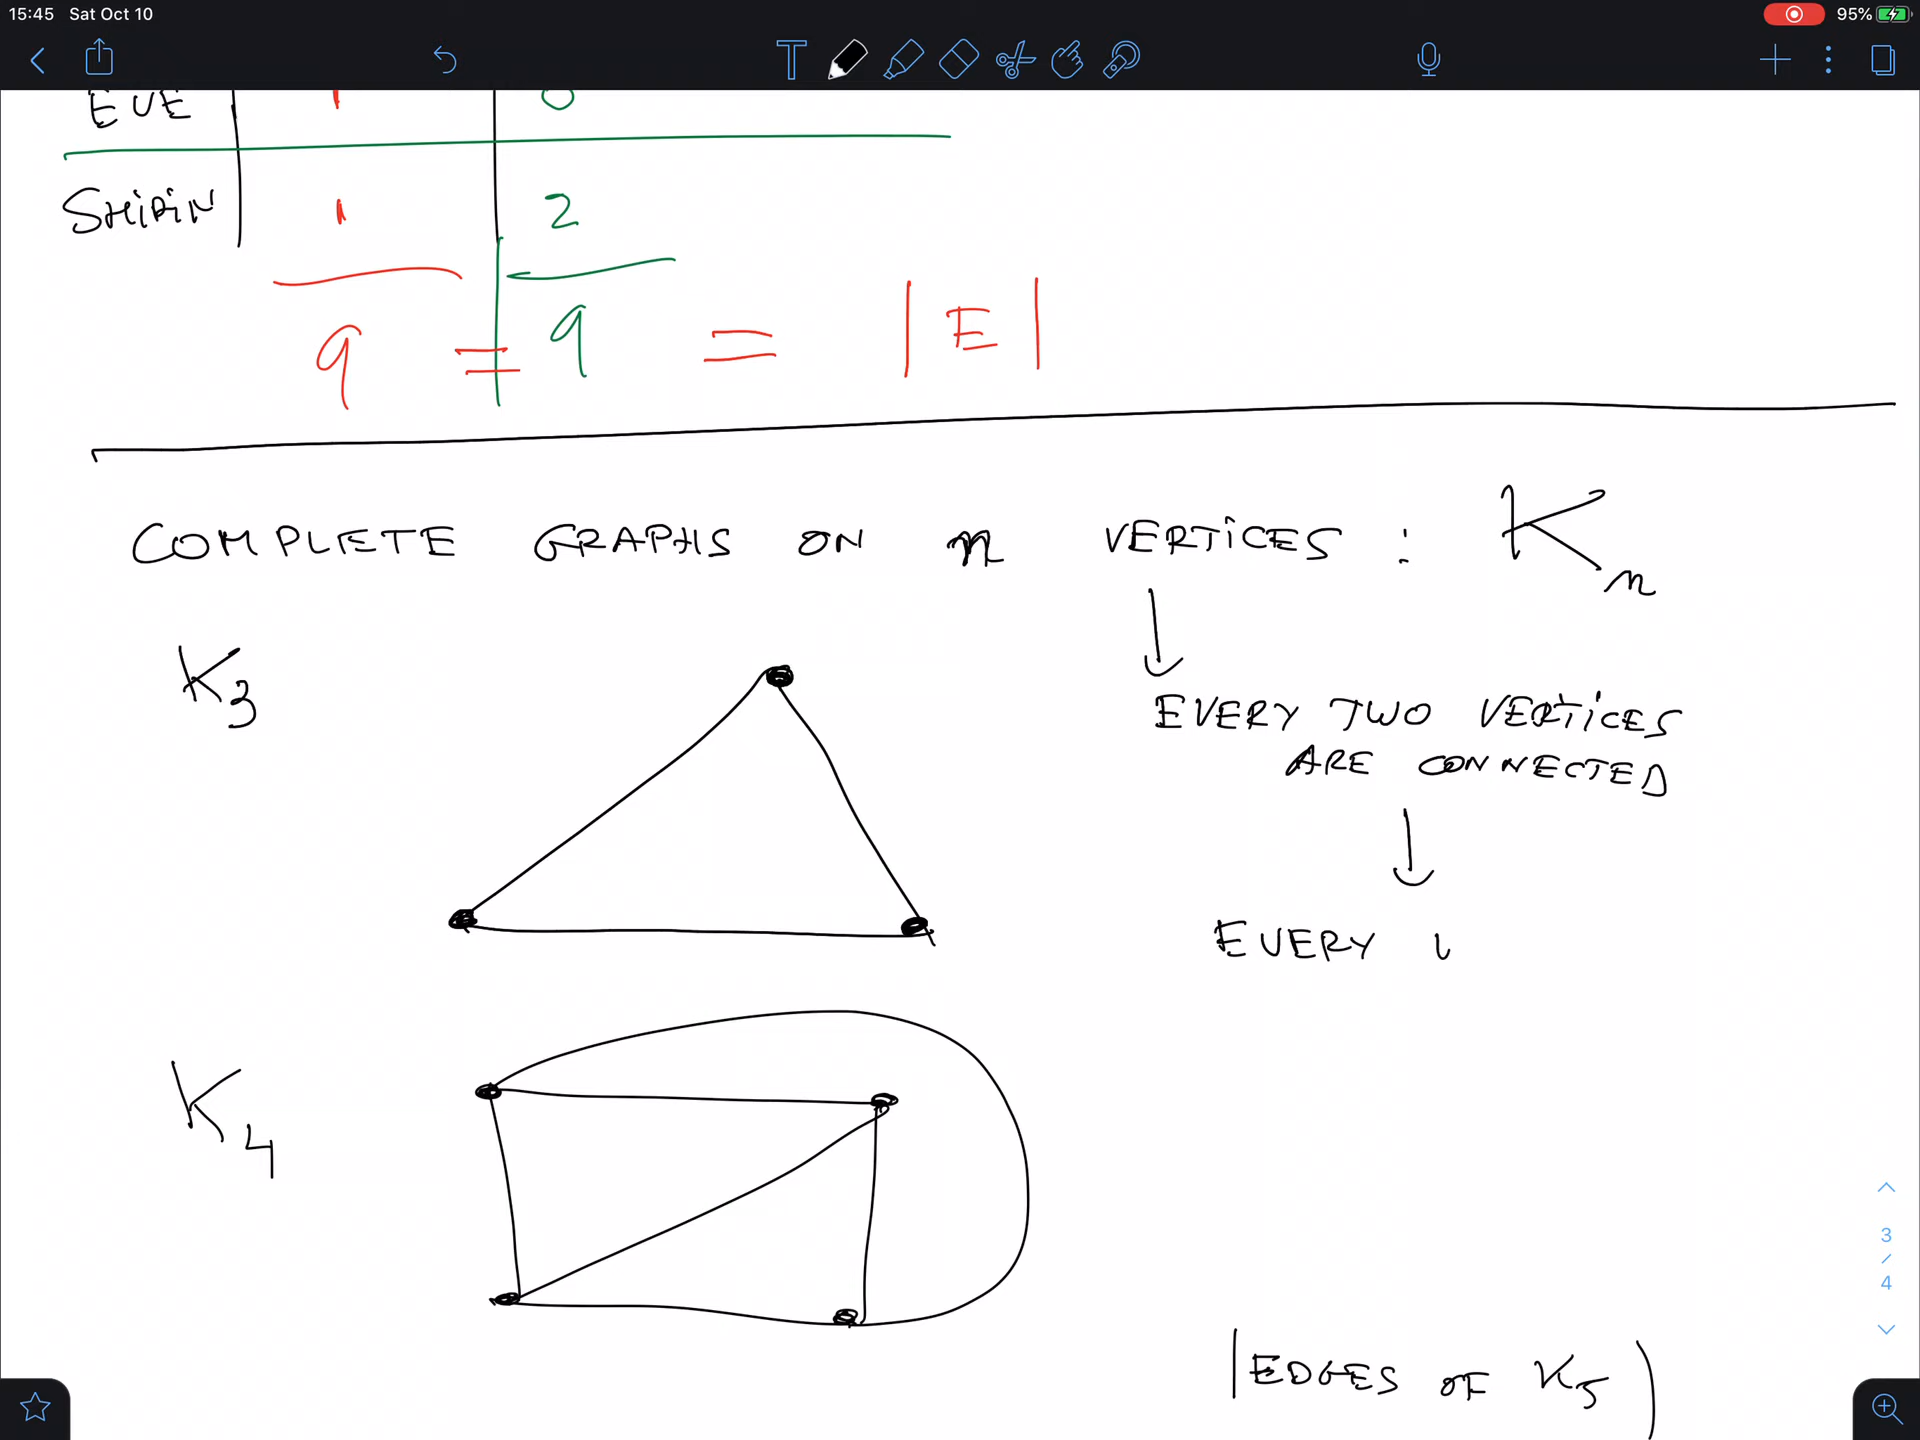 15:45 Sat Oct 10
95%
EVE 1 0
SHIRIN 1 2
9 = 9 = |E|
COMPLETE GRAPHS ON n VERTICES : Kn
K3
EVERY TWO VERTICES
ARE CONNECTED
EVERY
K4
3
/
4
|EDGES OF K5)